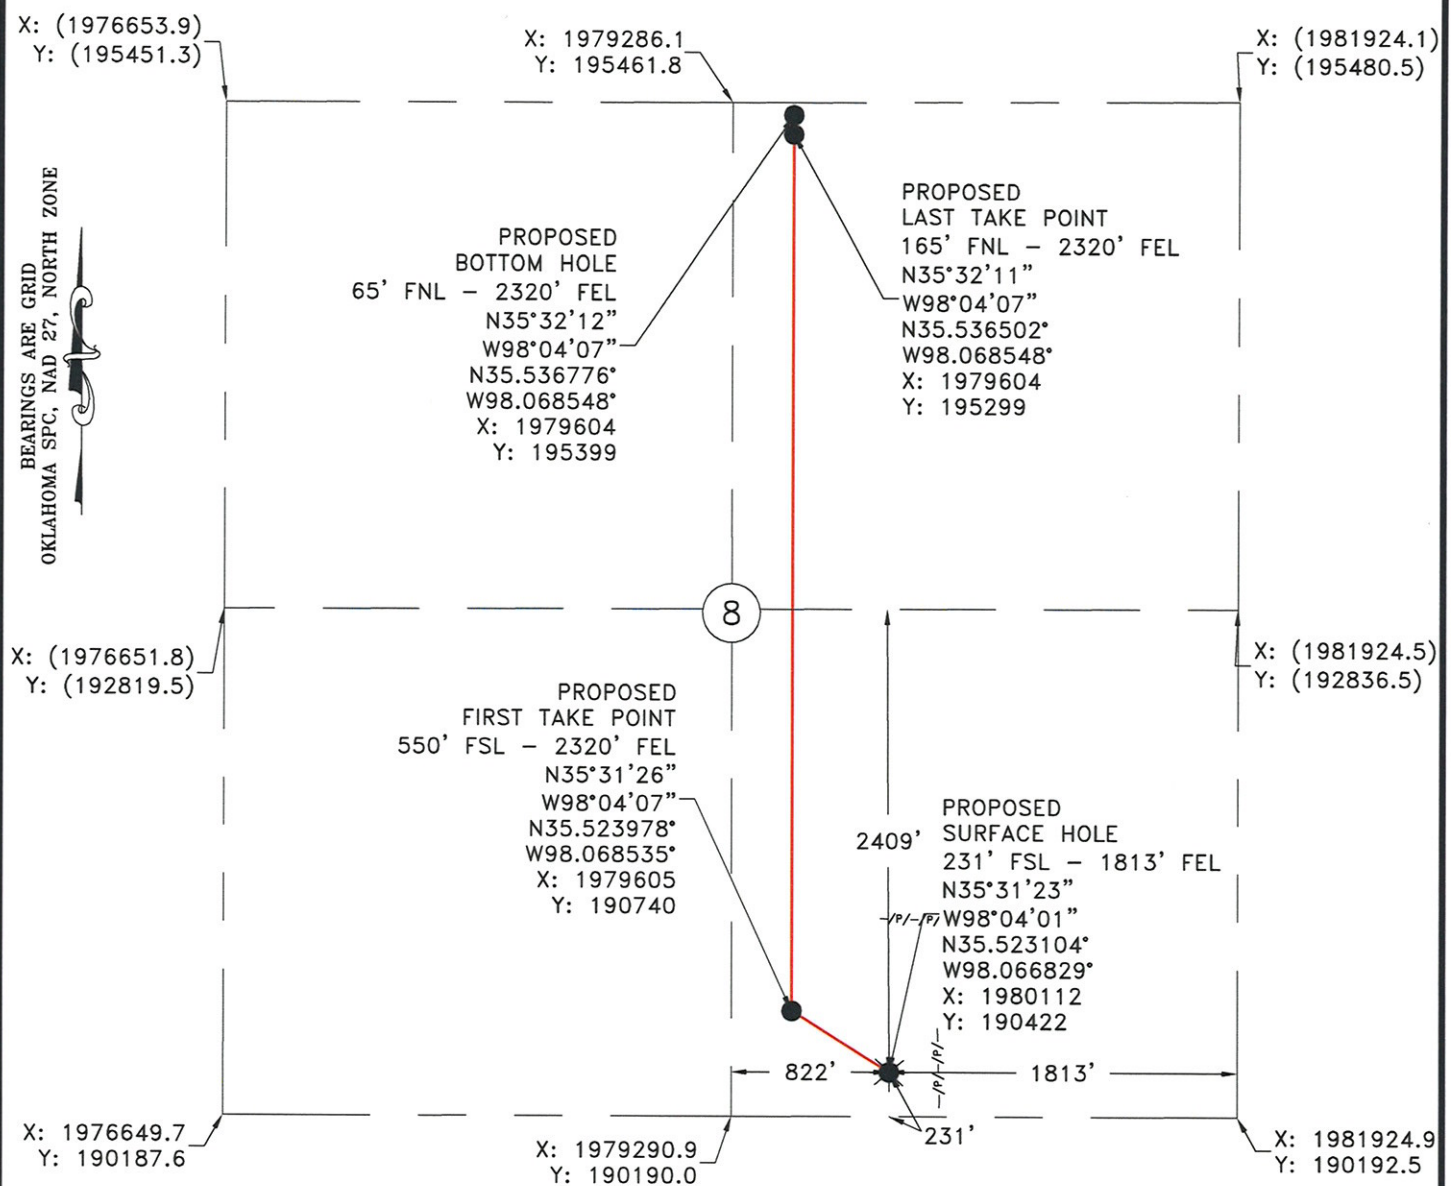 X: (1976653.9)
Y: (195451.3)
X: 1979286.1
Y: 195461.8
X: (1981924.1)
Y: (195480.5)
BEARINGS ARE GRID
OKLAHOMA SPC, NAD 27, NORTH ZONE
PROPOSED
BOTTOM HOLE
65' FNL - 2320' FEL
N35°32'12"
W98°04'07"
N35.536776°
W98.068548°
X: 1979604
Y: 195399
PROPOSED
LAST TAKE POINT
165' FNL - 2320' FEL
N35°32'11"
W98°04'07"
N35.536502°
W98.068548°
X: 1979604
Y: 195299
8
X: (1976651.8)
Y: (192819.5)
X: (1981924.5)
Y: (192836.5)
PROPOSED
FIRST TAKE POINT
550' FSL - 2320' FEL
N35°31'26"
W98°04'07"
N35.523978°
W98.068535°
X: 1979605
Y: 190740
2409'
PROPOSED
SURFACE HOLE
231' FSL - 1813' FEL
N35°31'23"
W98°04'01"
N35.523104°
W98.066829°
X: 1980112
Y: 190422
-/P/-/P/
-/P/-/P/-
822'
1813'
231'
X: 1976649.7
Y: 190187.6
X: 1979290.9
Y: 190190.0
X: 1981924.9
Y: 190192.5